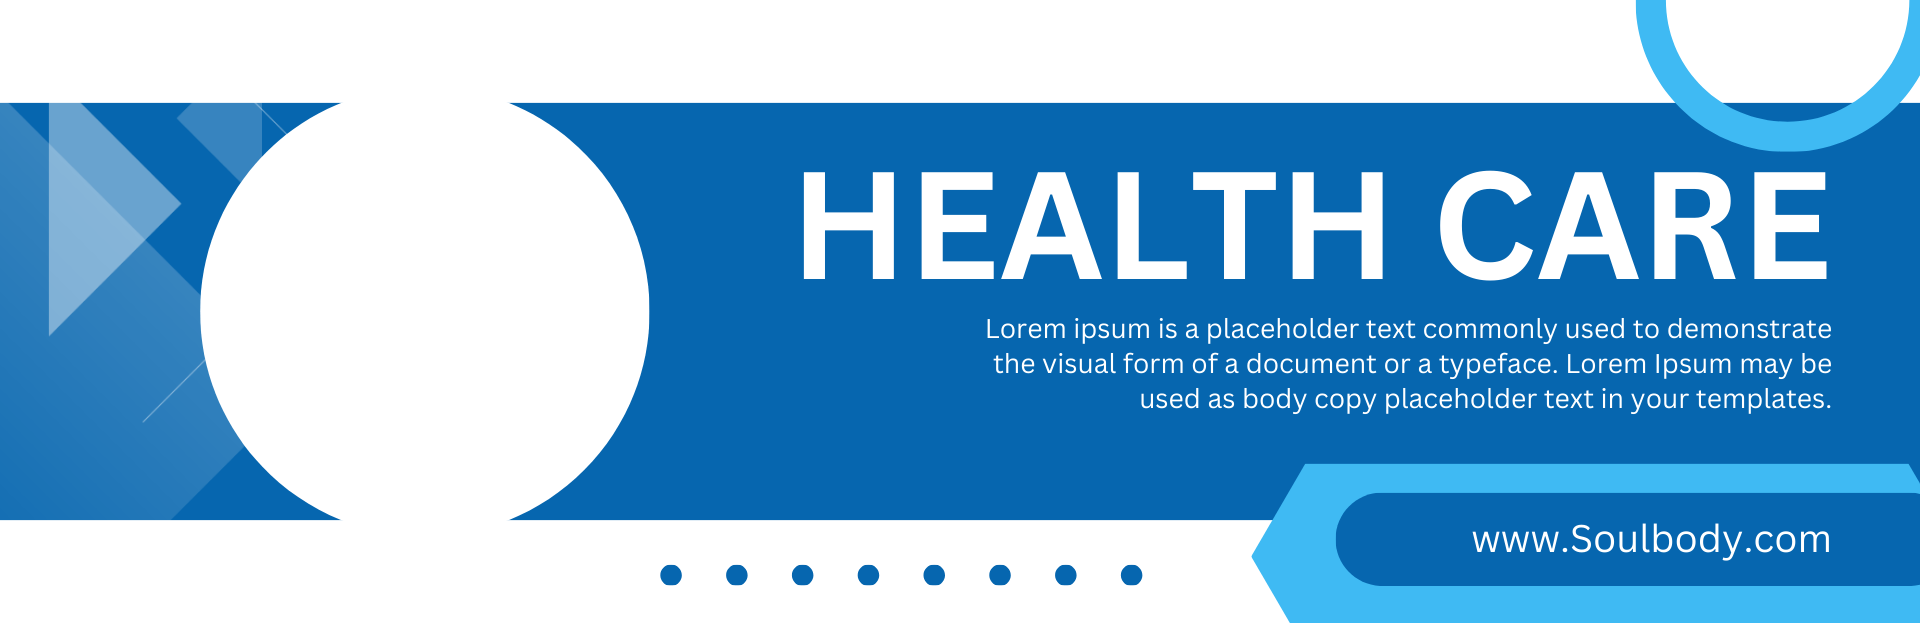 HEALTH CARE
Lorem ipsum is a placeholder text commonly used to demonstrate
the visual form of a document or a typeface. Lorem Ipsum may be
used as body copy placeholder text in your templates.
www.Soulbody.com